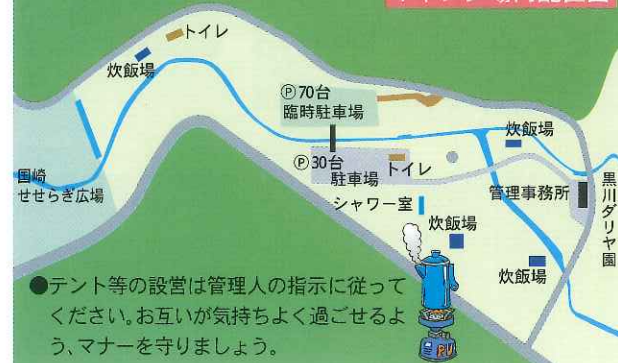 トイレ
炊飯場
Ⓟ70台
臨時駐車場
炊飯場
Ⓟ30台
駐車場
トイレ
国崎
せせらぎ広場
シャワー室
管理事務所
黒川ダリヤ園
炊飯場
炊飯場
●テント等の設営は管理人の指示に従って
ください。お互いが気持ちよく過ごせるよ
う、マナーを守りましょう。